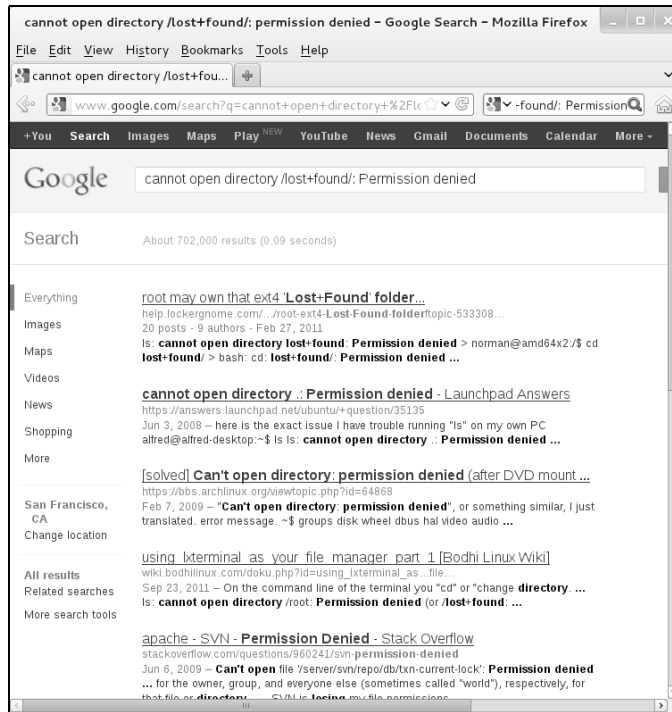 cannot open directory /lost+found/: permission denied – Google Search – Mozilla Firefox
File Edit View History Bookmarks Tools Help
cannot open directory /lost+fou...
www.google.com/search?q=cannot+open+directory+%2Flo
-found/: Permission
+You Search Images Maps Play NEW YouTube News Gmail Documents Calendar More
Google
cannot open directory /lost+found/: Permission denied
Search
About 702,000 results (0.09 seconds)
Everything
Images
Maps
Videos
News
Shopping
More
San Francisco,
CA
Change location
All results
Related searches
More search tools
root may own that ext4 'Lost+Found' folder...
help.lockergnome.com/.../root-ext4-Lost-Found-folderftopic-533308...
20 posts - 9 authors - Feb 27, 2011
ls: cannot open directory lost+found: Permission denied > norman@amd64x2:/$ cd
lost+found/ > bash: cd: lost+found/: Permission denied ...
cannot open directory .: Permission denied - Launchpad Answers
https://answers.launchpad.net/ubuntu/+question/35135
Jun 3, 2008 – here is the exact issue I have trouble running "ls" on my own PC
alfred@alfred-desktop:~$ ls ls: cannot open directory .: Permission denied ...
[solved] Can't open directory: permission denied (after DVD mount ...
https://bbs.archlinux.org/viewtopic.php?id=64868
Feb 7, 2009 – "Can't open directory: permission denied", or something similar, I just
translated. error message. ~$ groups disk wheel dbus hal video audio ...
using_lxterminal_as_your_file_manager_part_1 [Bodhi Linux Wiki]
wiki.bodhilinux.com/doku.php?id=using_lxterminal_as...file...
Sep 23, 2011 – On the command line of the terminal you "cd" or "change directory. ...
ls: cannot open directory /root: Permission denied (or /lost+found: ...
apache - SVN - Permission Denied - Stack Overflow
stackoverflow.com/questions/960241/svn-permission-denied
Jun 6, 2009 – Can't open file '/server/svn/repo/db/txn-current-lock': Permission denied
... for the owner, group, and everyone else (sometimes called "world"), respectively, for
that file or directory. ... SVN is losing my file permissions